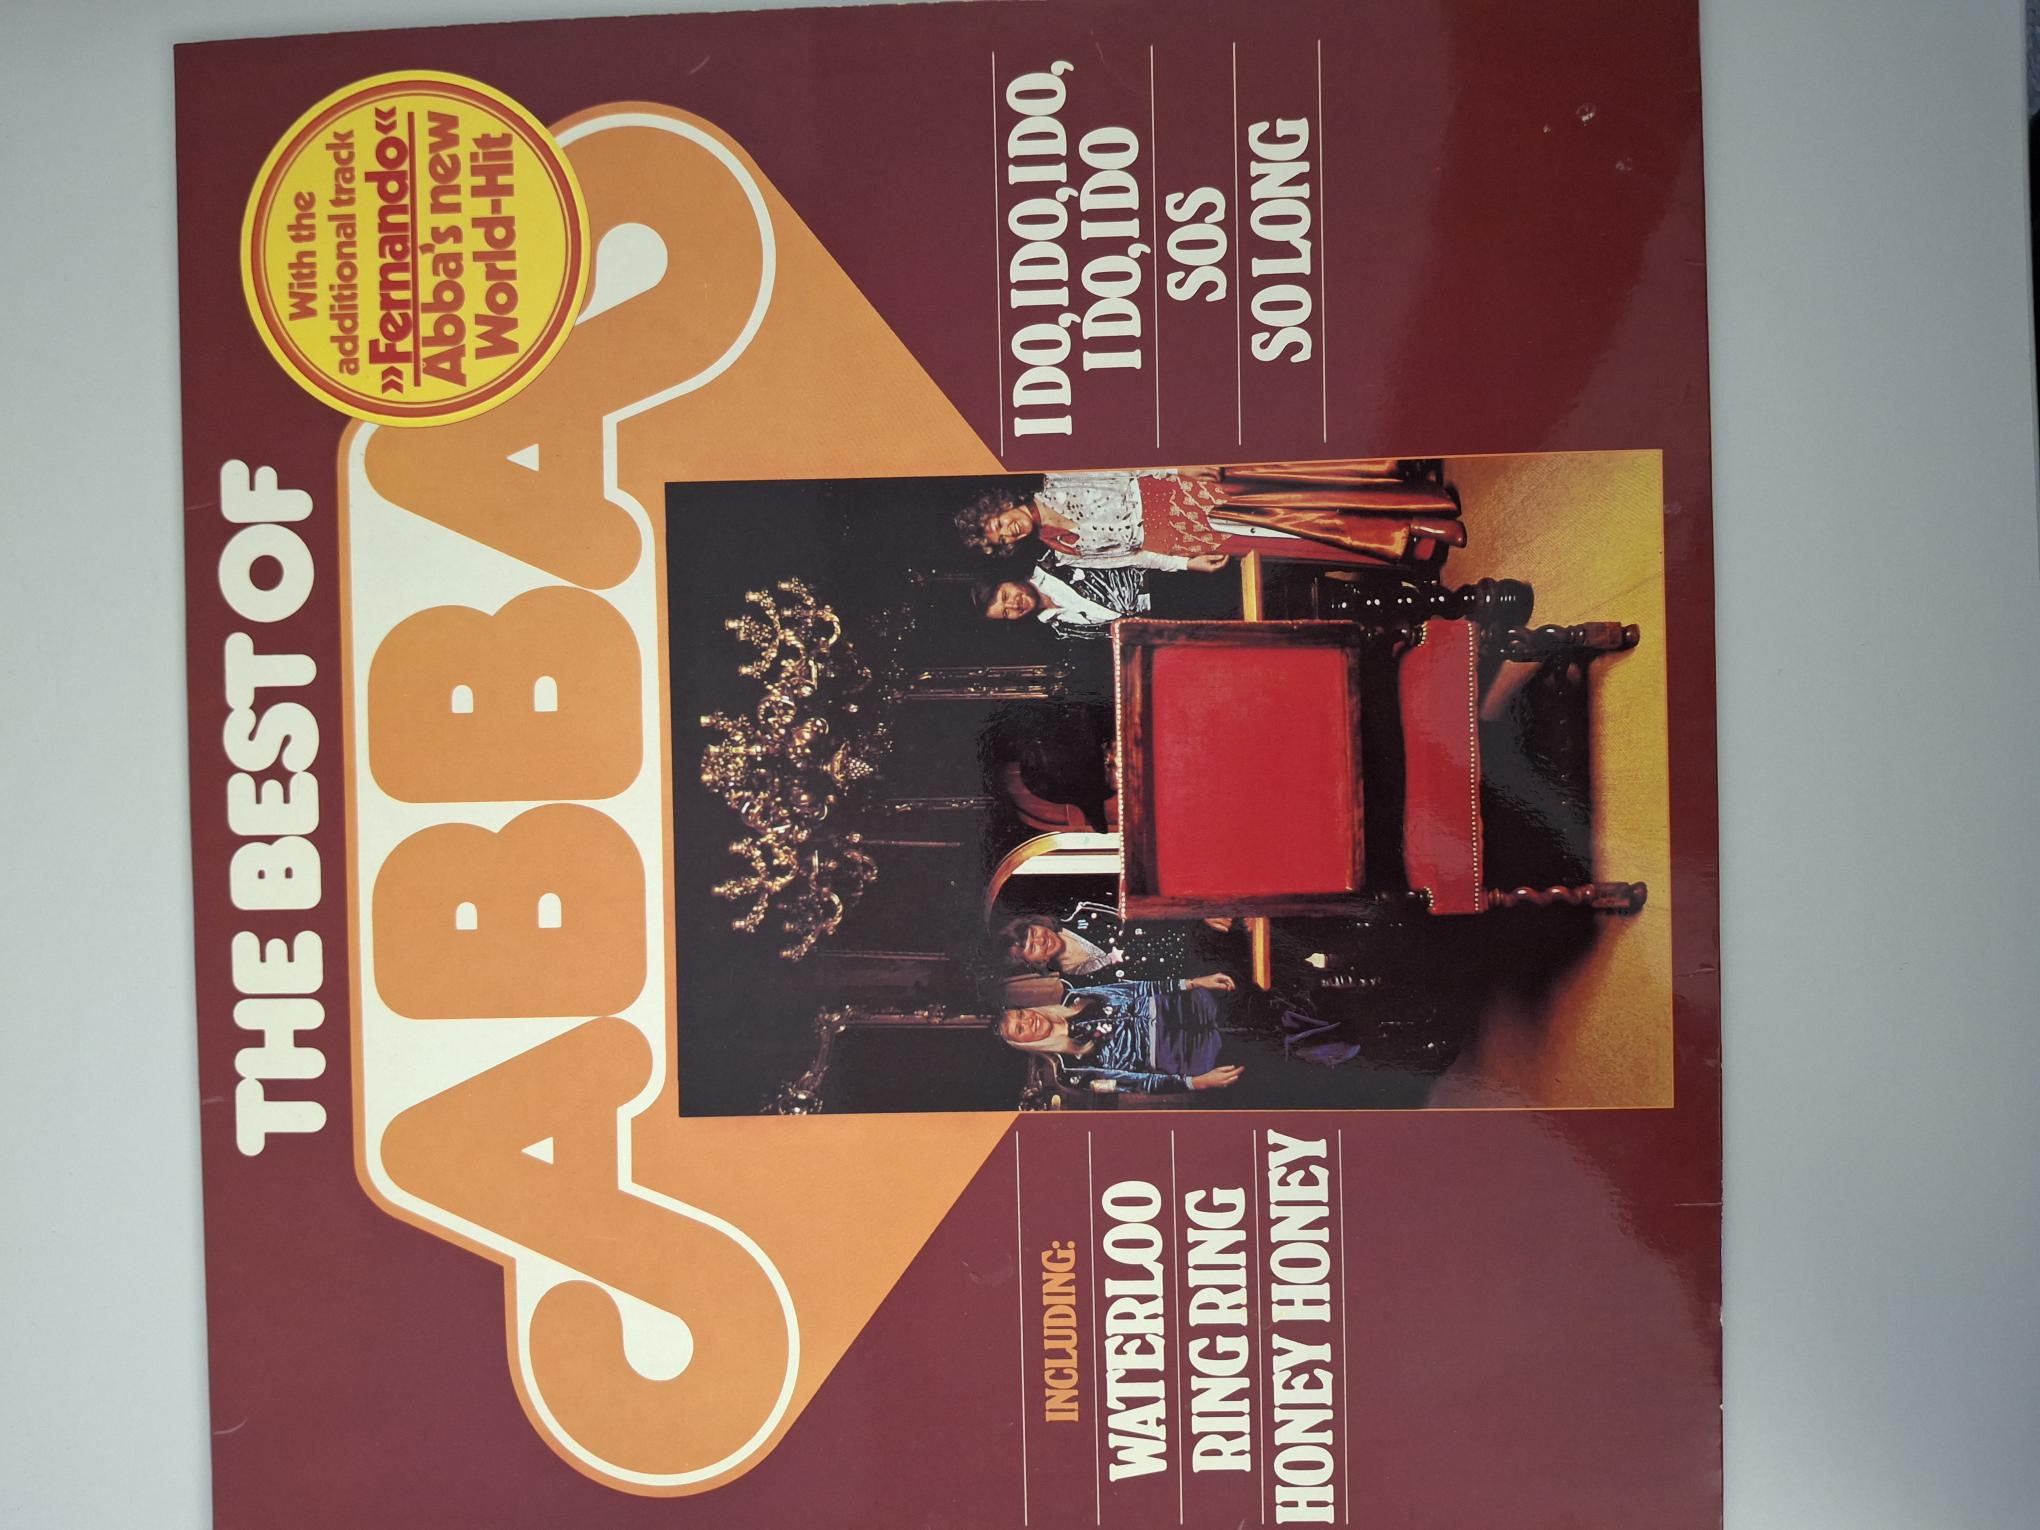 THE BEST OF
ABBA
With the
additional track
»Fernando«
Abba's new
World-Hit
INCLUDING:
WATERLOO
RING RING
HONEY HONEY
I DO, I DO, I DO,
I DO, I DO
SOS
SO LONG